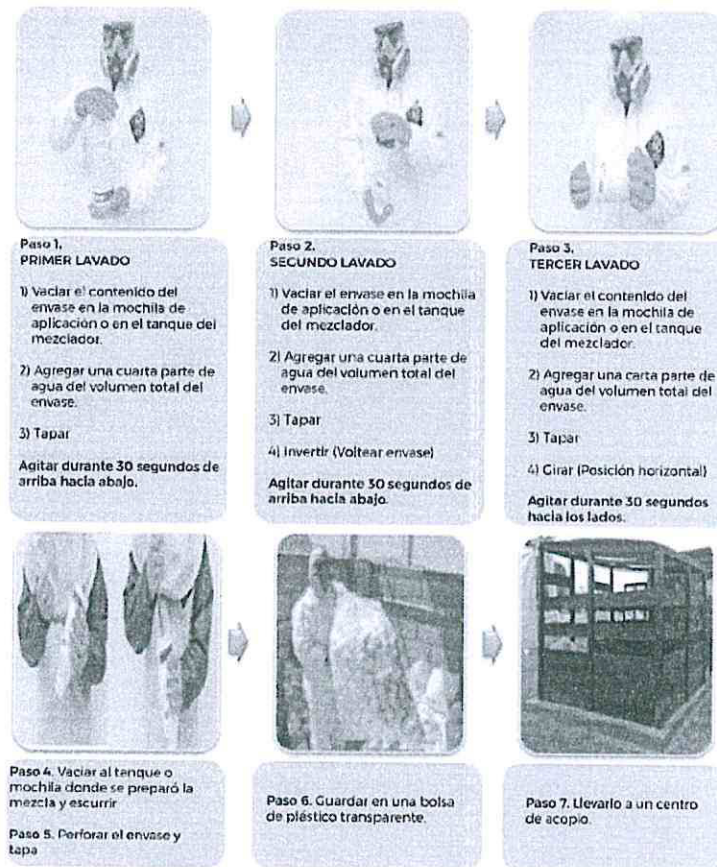 Paso 1.
PRIMER LAVADO
1) Vaciar el contenido del
envase en la mochila de
aplicación o en el tanque del
mezclador.
2) Agregar una cuarta parte de
agua del volumen total del
envase.
3) Tapar
Agitar durante 30 segundos de
arriba hacia abajo.
Paso 2.
SEGUNDO LAVADO
1) Vaciar el envase en la mochila
de aplicación o en el tanque
del mezclador.
2) Agregar una cuarta parte de
agua del volumen total del
envase.
3) Tapar
4) Invertir (Voltear envase)
Agitar durante 30 segundos de
arriba hacia abajo.
Paso 3.
TERCER LAVADO
1) Vaciar el contenido del
envase en la mochila de
aplicación o en el tanque
del mezclador.
2) Agregar una carta parte de
agua del volumen total del
envase.
3) Tapar
4) Girar (Posición horizontal)
Agitar durante 30 segundos
hacia los lados.
Paso 4. Vaciar al tanque o
mochila donde se preparó la
mezcla y escurrir
Paso 5. Perforar el envase y
tapa
Paso 6. Guardar en una bolsa
de plástico transparente.
Paso 7. Llevarlo a un centro
de acopio.